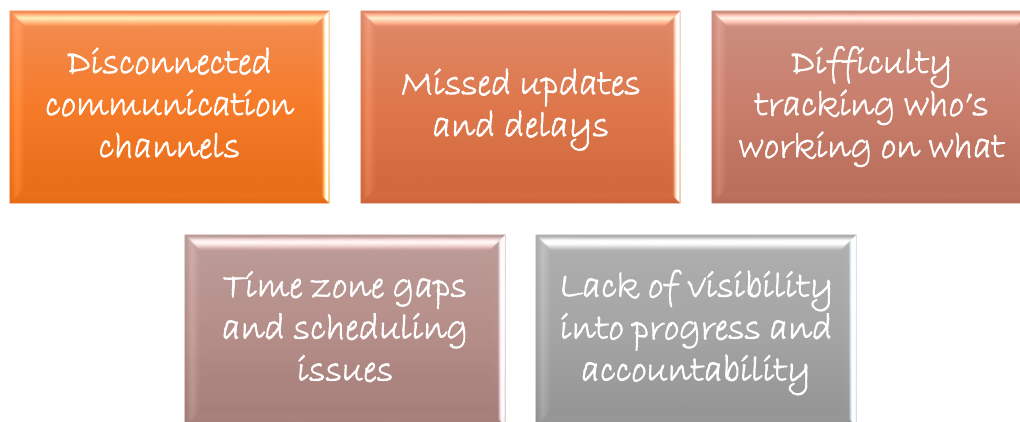 Disconnected
communication
channels
Missed updates
and delays
Difficulty
tracking who's
working on what
Time zone gaps
and scheduling
issues
Lack of visibility
into progress and
accountability